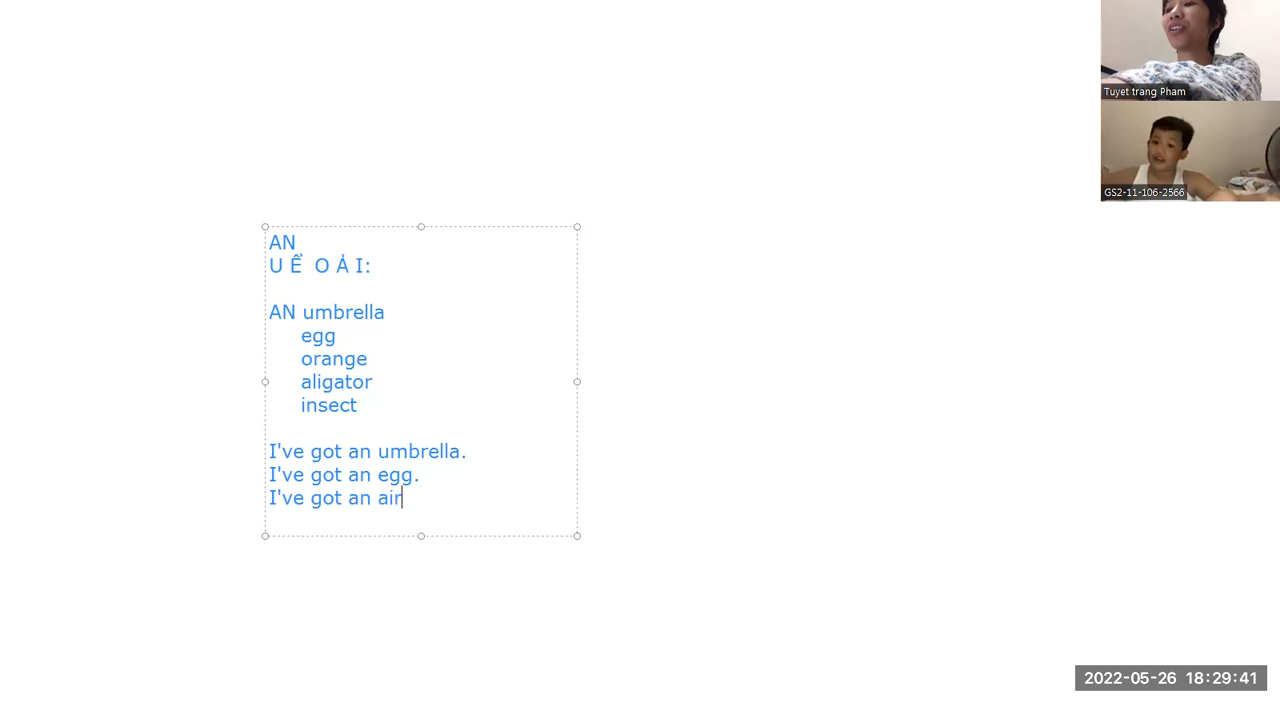 Tuyet trang Pham
GS2-11-106-2566
AN
U Ể O Ả I:
AN umbrella
egg
orange
aligator
insect
I've got an umbrella.
I've got an egg.
I've got an air
2022-05-26 18:29:41